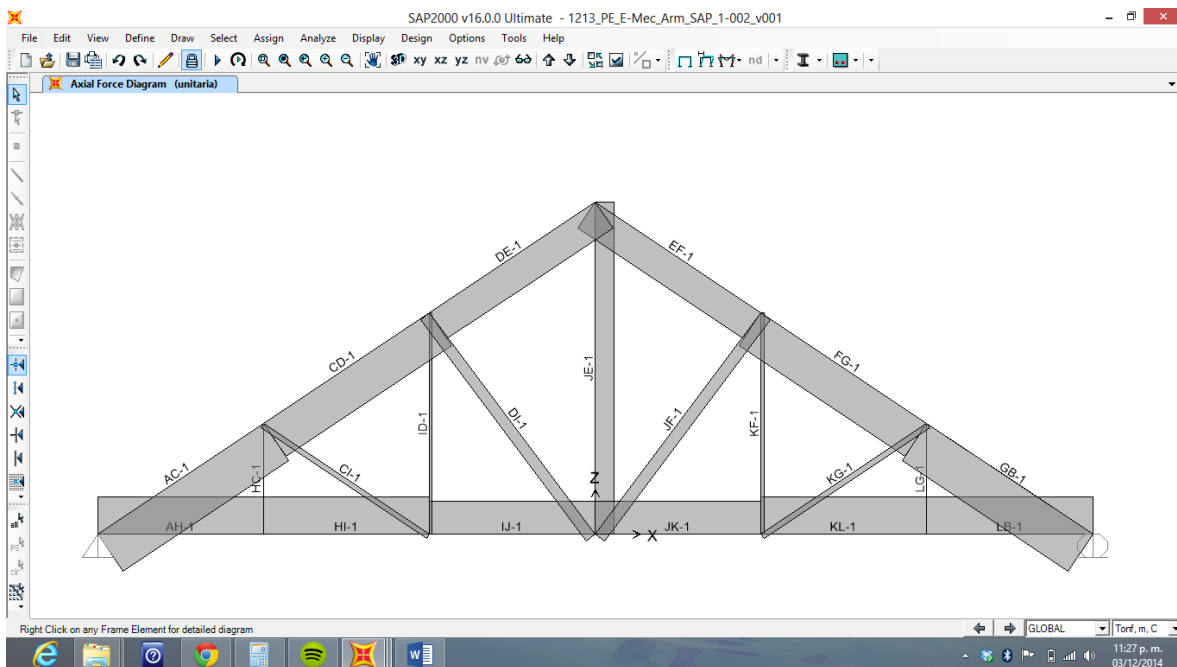 SAP2000 v16.0.0 Ultimate - 1213_PE_E-Mec_Arm_SAP_1-002_v001
File Edit View Define Draw Select Assign Analyze Display Design Options Tools Help
3D xy xz yz nv nd
Axial Force Diagram (unitaria)
DE-1
EF-1
CD-1
JE-1
FG-1
ID-1
DI-1
JF-1
KF-1
AC-1
HC-1
CI-1
KG-1
LG-1
GB-1
Z
X
AH-1
HI-1
IJ-1
JK-1
KL-1
LB-1
all
PS
clr
Right Click on any Frame Element for detailed diagram
GLOBAL
Tonf, m, C
11:27 p. m.
03/12/2014